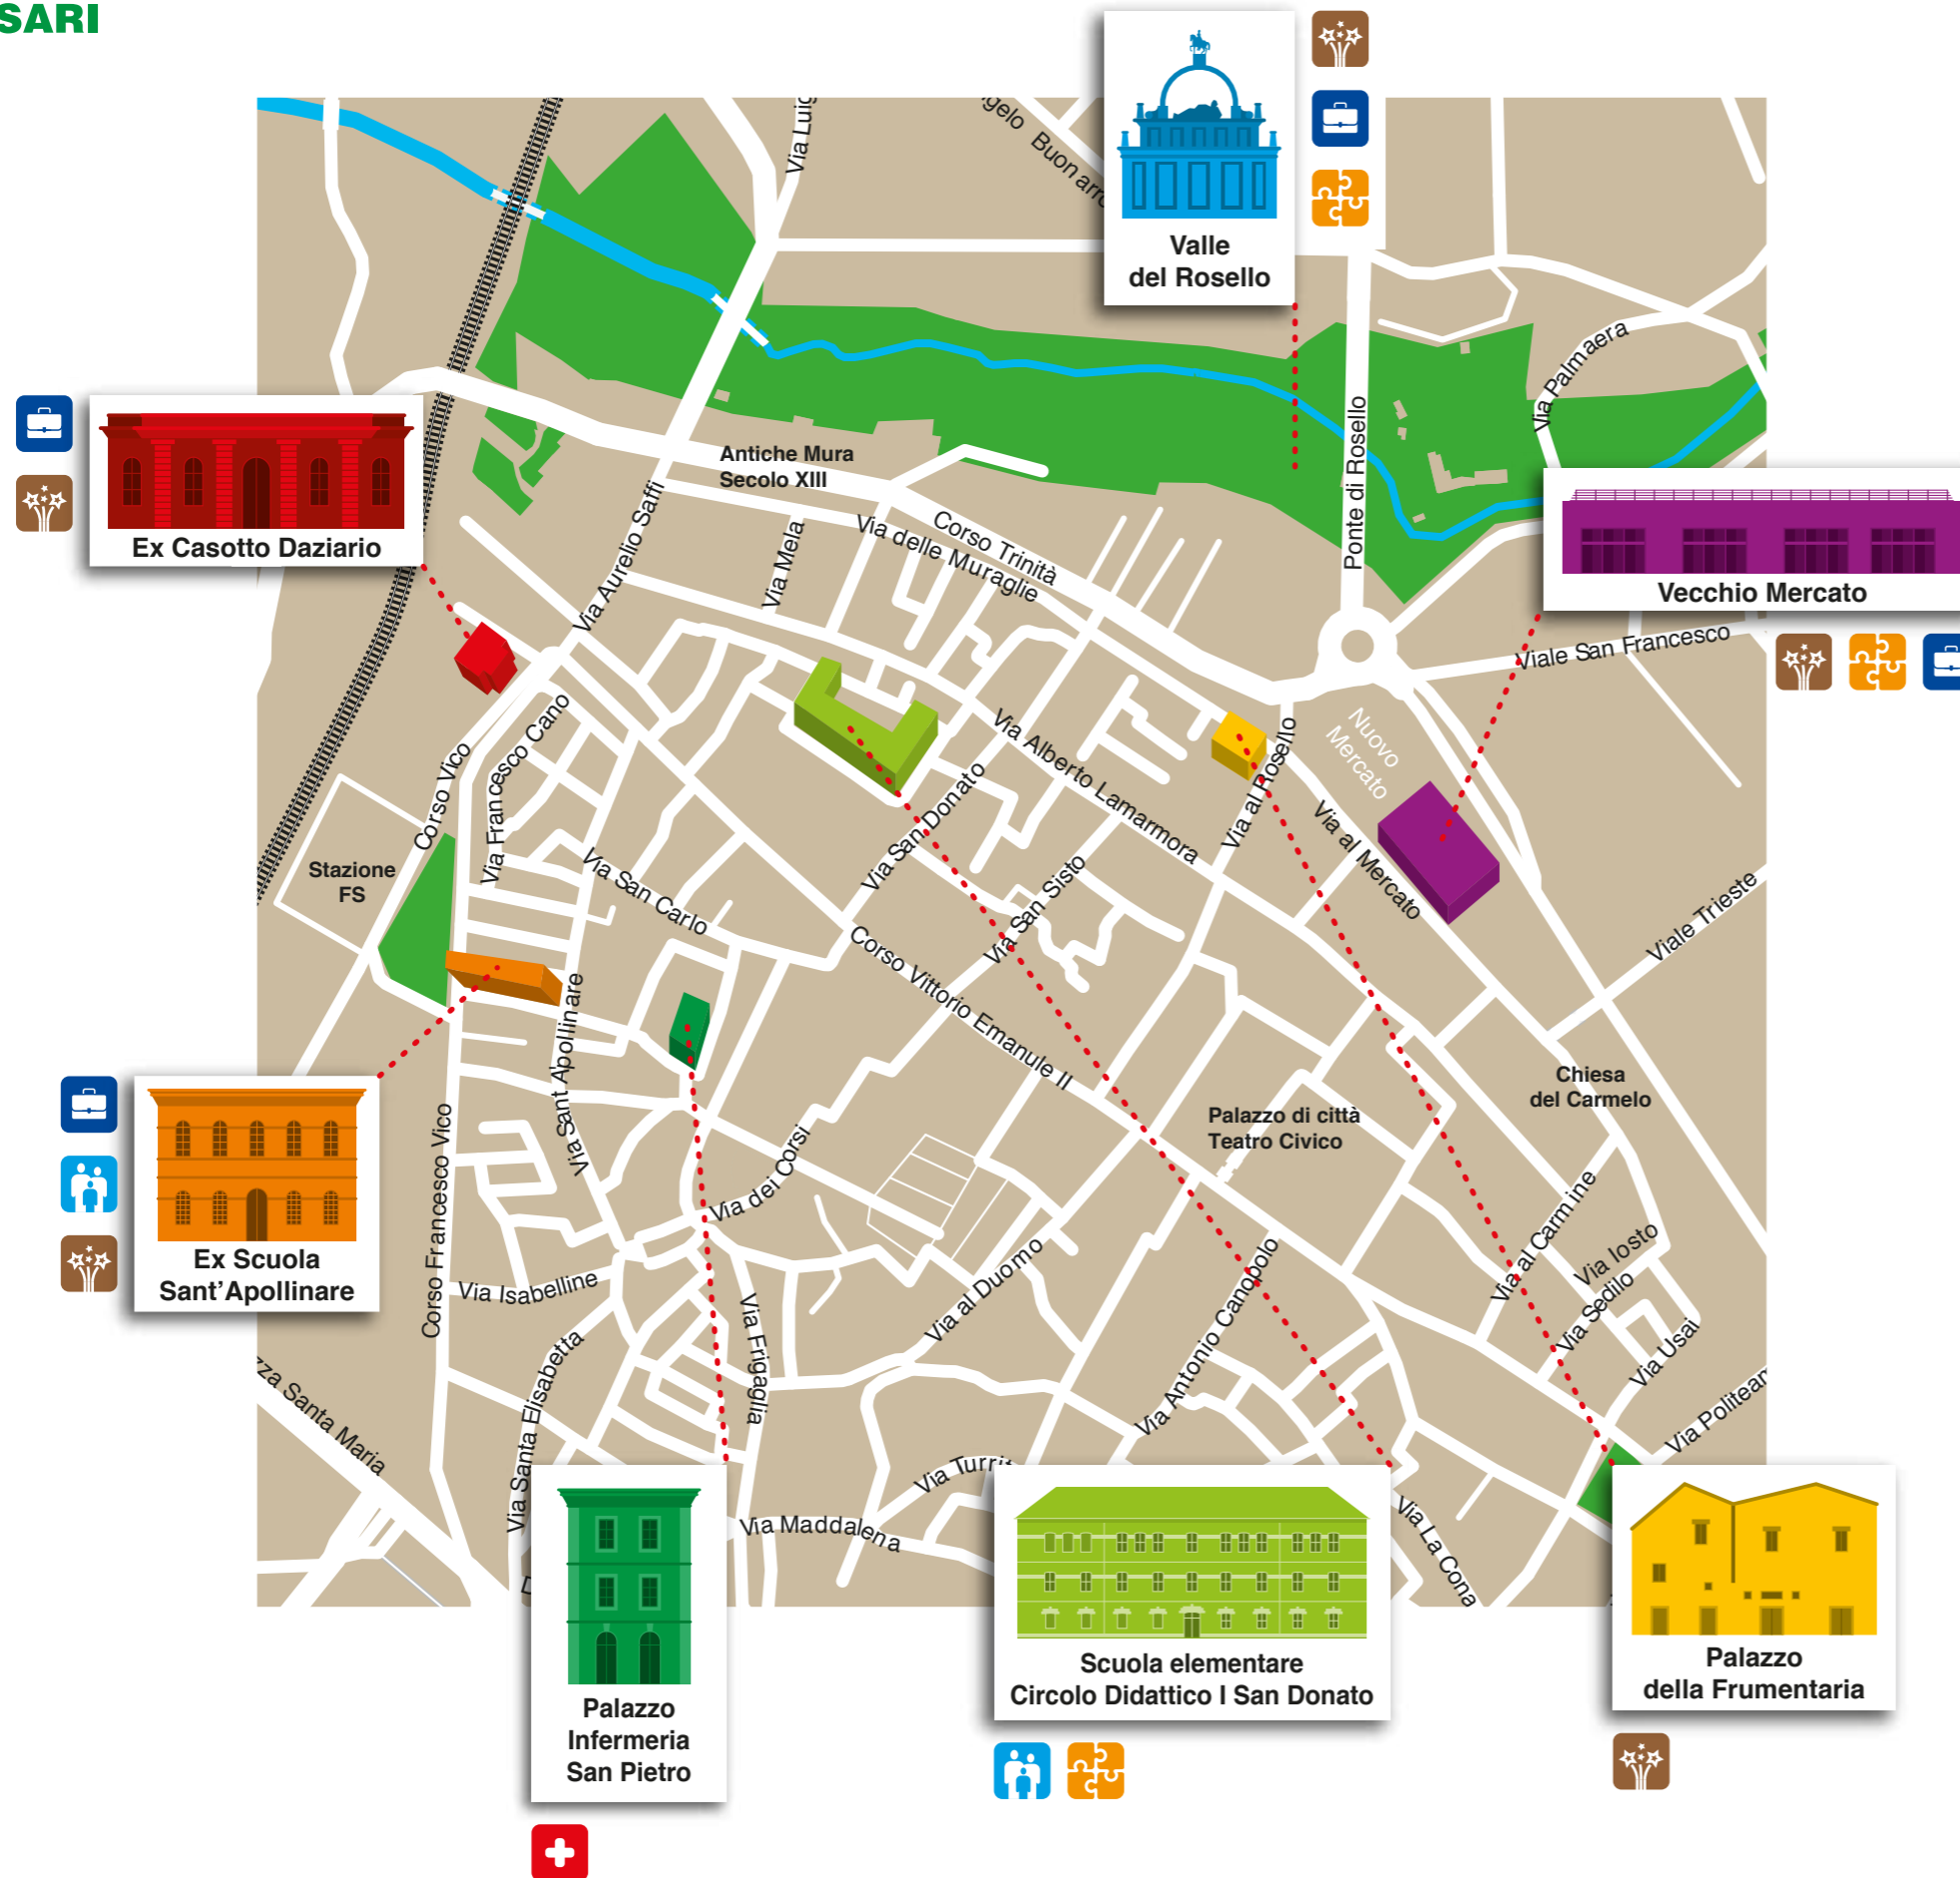 SARI
Via Luig
gelo Buonarro
Valle
del Rosello
Via Palmaera
Ponte di Rosello
Antiche Mura
Secolo XIII
Ex Casotto Daziario
Via Aurelio Saffi
Via Mela
Via delle Muraglie
Corso Trinità
Vecchio Mercato
Viale San Francesco
Nuovo
Mercato
Corso Vico
Via Francesco Cano
Via Alberto Lamarmora
Via al Rosello
Via al Mercato
Via San Donato
Via San Sisto
Via San Carlo
Stazione
FS
Viale Trieste
Corso Vittorio Emanule II
Via Sant'Apollinare
Chiesa
del Carmelo
Palazzo di città
Teatro Civico
Corso Francesco Vico
Via dei Corsi
Ex Scuola
Sant'Apollinare
Via Isabelline
Via al Duomo
Via Antonio Canopolo
Via al Carmine
Via Iosto
Via Sedilo
Via Usai
Via Politeam
Via Frigaglia
Via Santa Elisabetta
zza Santa Maria
Via Turrit
Via Maddalena
Via La Cona
Palazzo
Infermeria
San Pietro
Scuola elementare
Circolo Didattico I San Donato
Palazzo
della Frumentaria